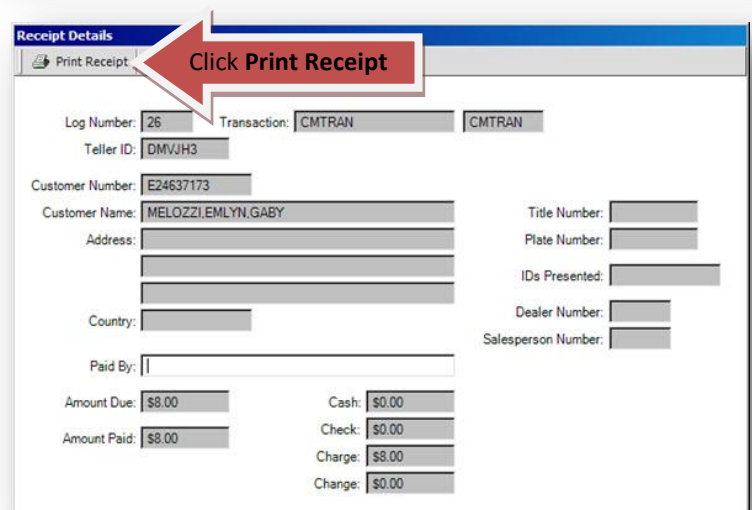 Receipt Details
Print Receipt
Click Print Receipt
Log Number: 26 Transaction: CMTRAN CMTRAN
Teller ID: DMVJH3
Customer Number: E24637173
Customer Name: MELOZZI,EMLYN,GABY Title Number:
Address: Plate Number:
IDs Presented:
Country: Dealer Number:
Salesperson Number:
Paid By:
Amount Due: $8.00 Cash: $0.00
Check: $0.00
Amount Paid: $8.00
Charge: $8.00
Change: $0.00